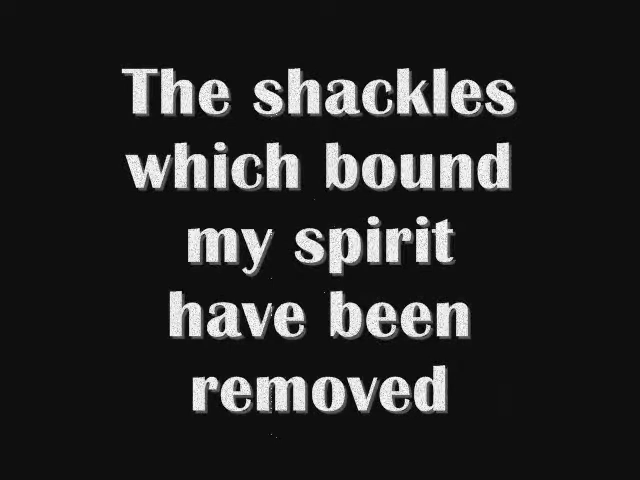 The shackles
which bound
my spirit
have been
removed